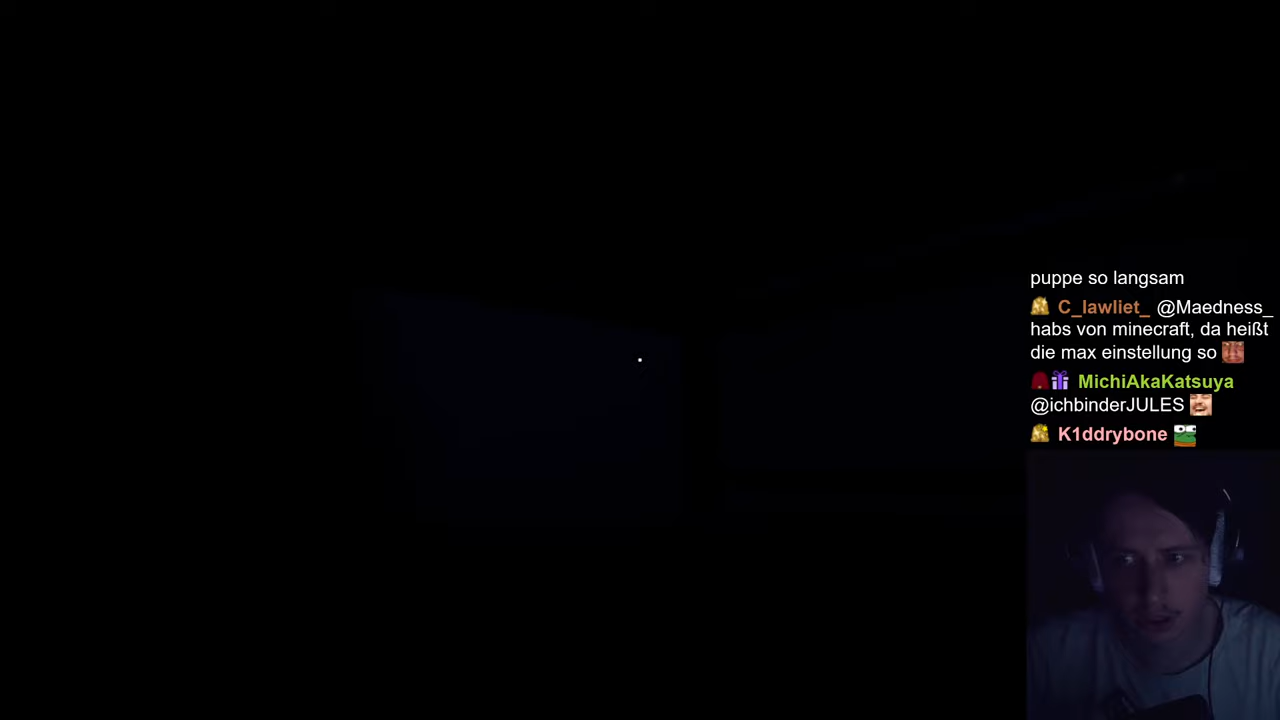 puppe so langsam
C_lawliet_ @Maedness_
habs von minecraft, da heißt
die max einstellung so
MichiAkaKatsuya
@ichbinderJULES
K1ddrybone